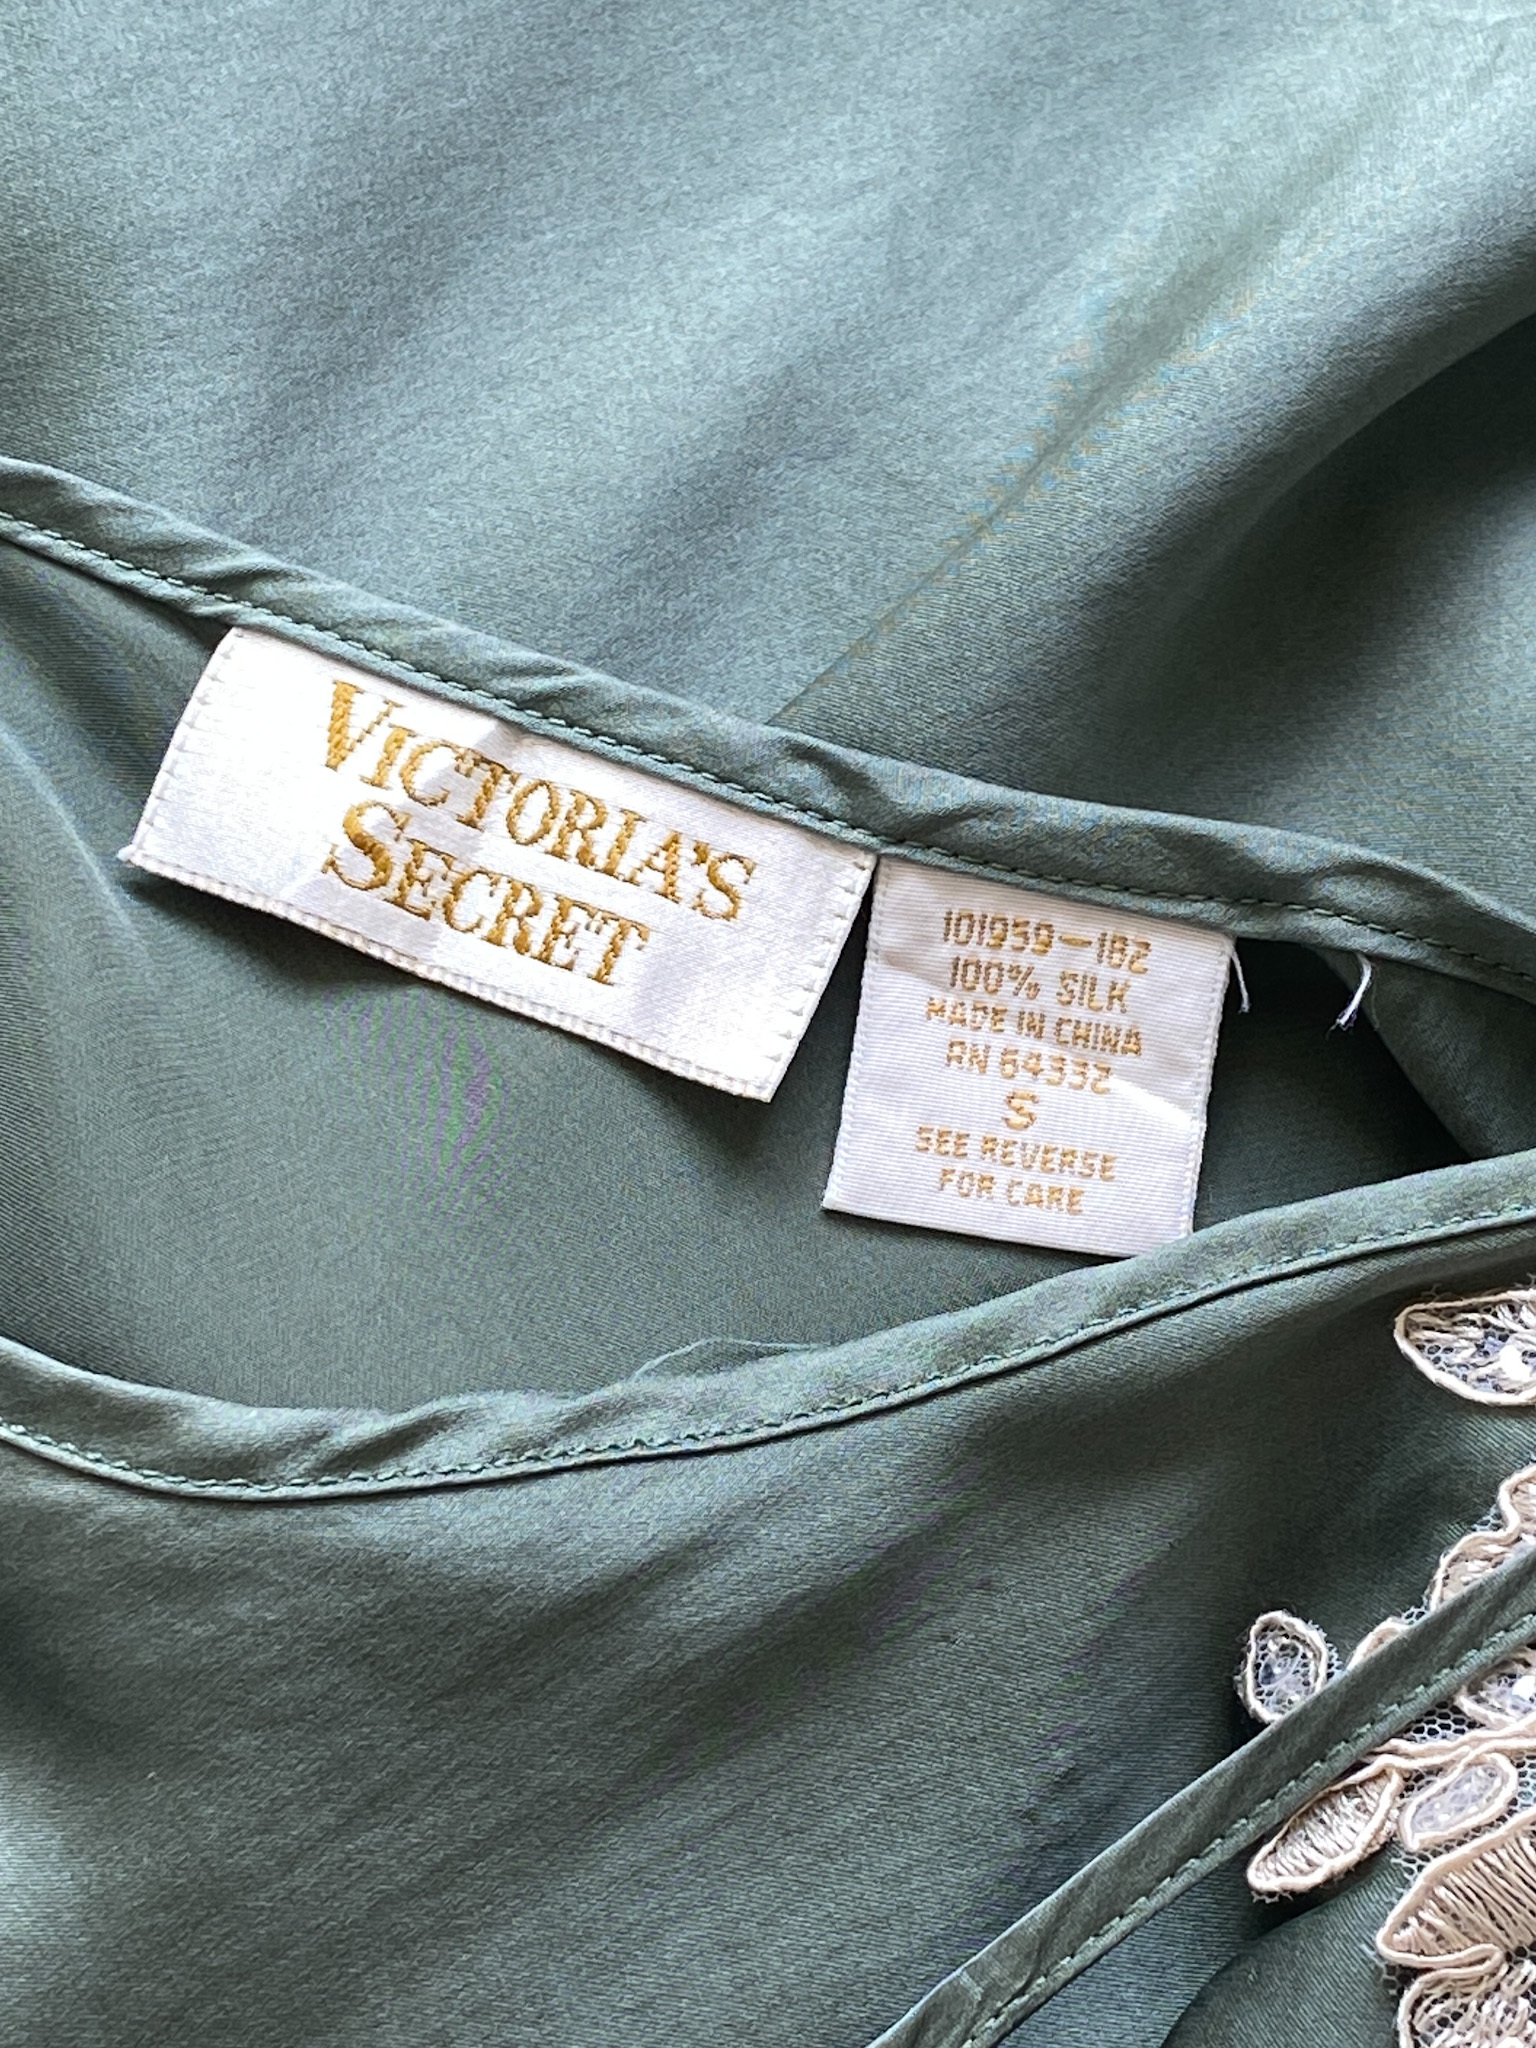 VICTORIA'S
SECRET
101959-182
100% SILK
MADE IN CHINA
RN 64332
S
SEE REVERSE
FOR CARE